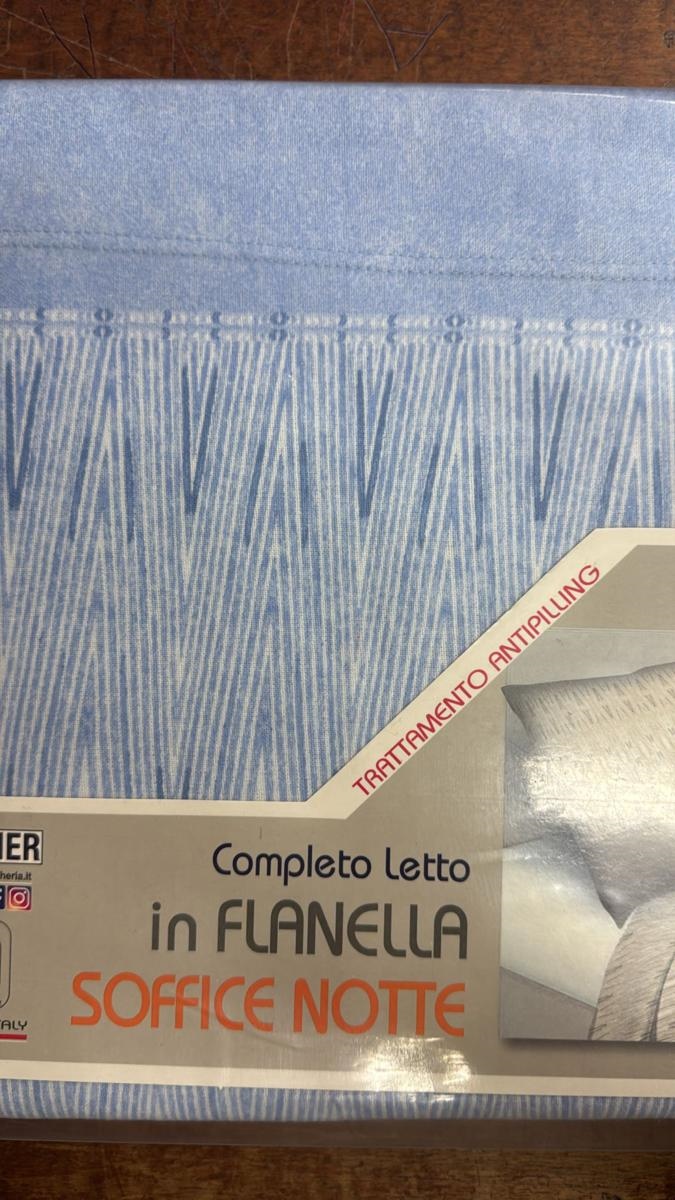 TRATTAMENTO ANTIPILLING
Completo Letto
in FLANELLA
SOFFICE NOTTE